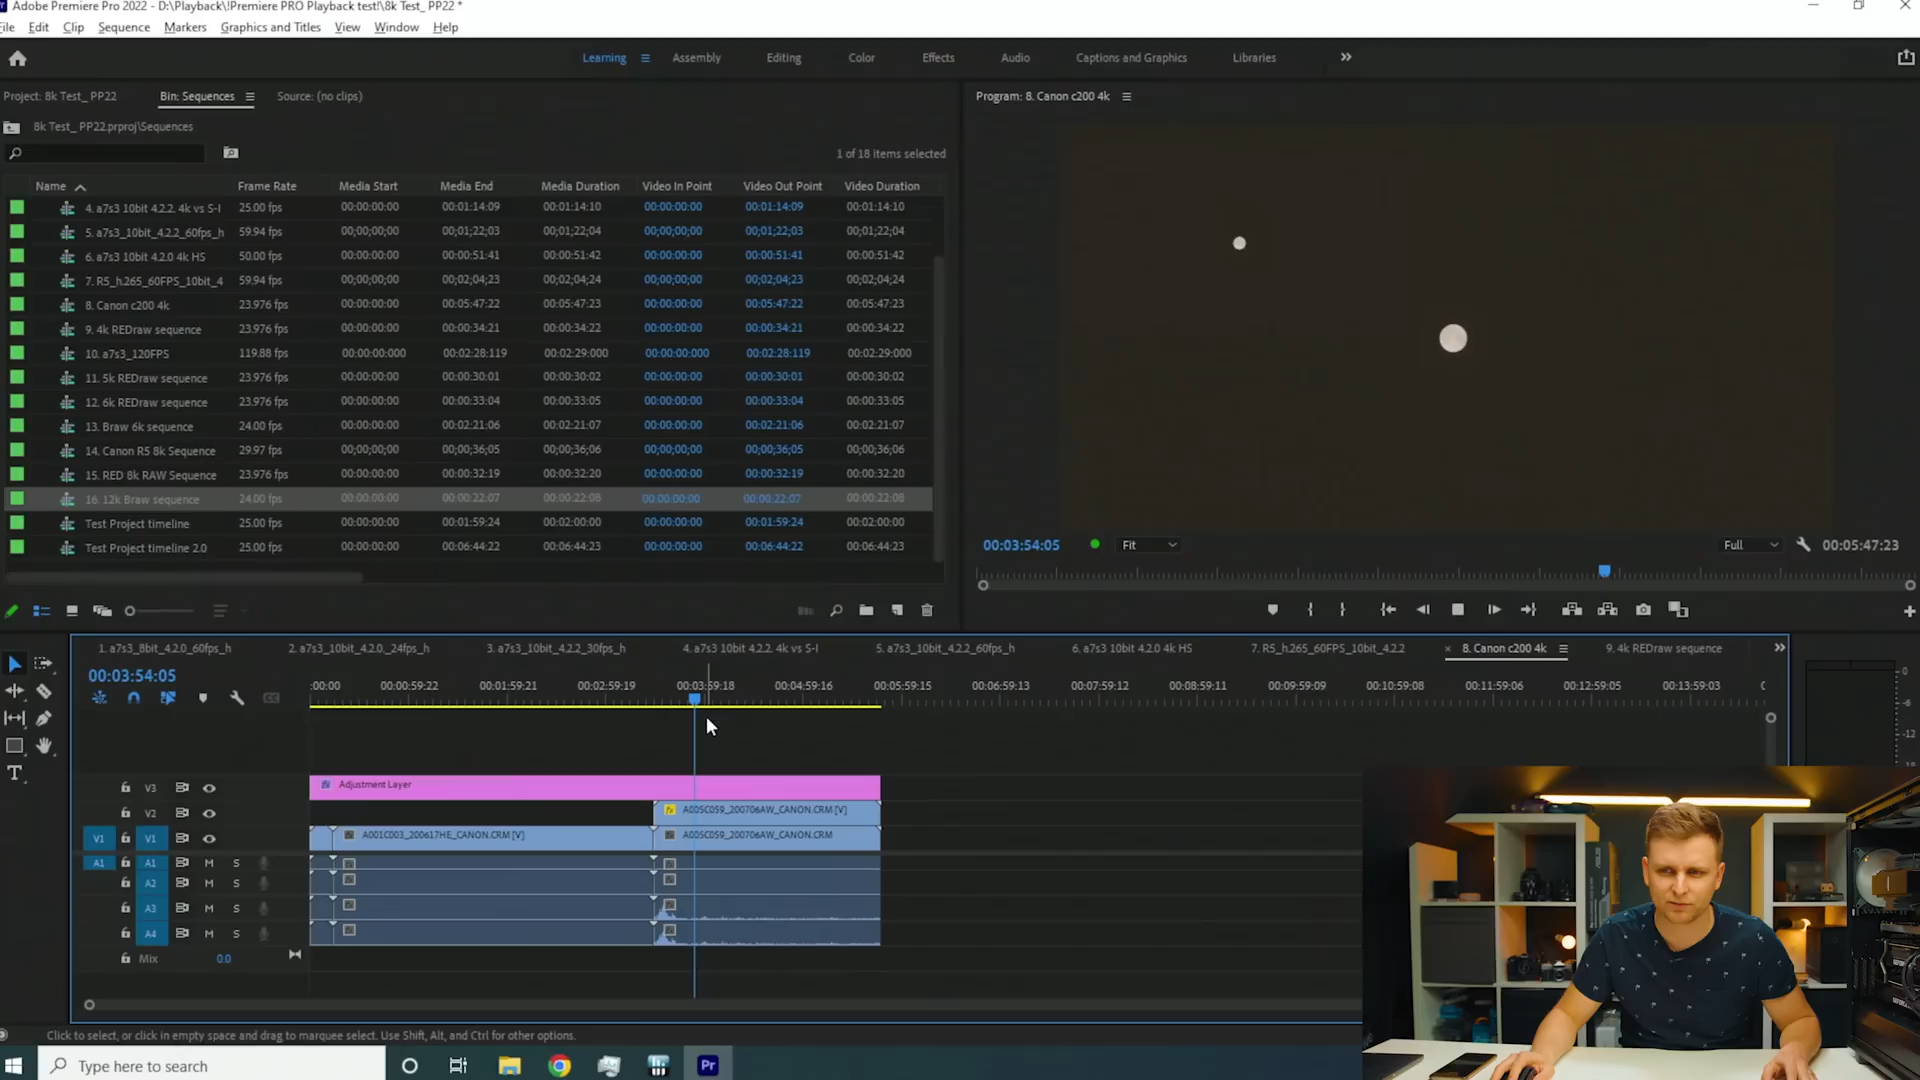 Adobe Premiere Pro 2022 - D:\Playback\!Premiere PRO Playback test!\8k Test_ PP22 *
File Edit Clip Sequence Markers Graphics and Titles View Window Help
Learning Assembly Editing Color Effects Audio Captions and Graphics Libraries
Project: 8k Test_ PP22 Bin: Sequences Source: (no clips)
8k Test_ PP22.prproj\Sequences
1 of 18 items selected
Name Frame Rate Media Start Media End Media Duration Video In Point Video Out Point Video Duration
4. a7s3 10bit 4.2.2. 4k vs S-I 25.00 fps 00:00:00:00 00:01:14:09 00:01:14:10 00:00:00:00 00:01:14:09 00:01:14:10
5. a7s3_10bit_4.2.2_60fps_h 59.94 fps 00;00;00;00 00;01;22;03 00;01;22;04 00;00;00;00 00;01;22;03 00;01;22;04
6. a7s3 10bit 4.2.0 4k HS 50.00 fps 00:00:00:00 00:00:51:41 00:00:51:42 00:00:00:00 00:00:51:41 00:00:51:42
7. R5_h.265_60FPS_10bit_4 59.94 fps 00;00;00;00 00;02;04;23 00;02;04;24 00;00;00;00 00;02;04;23 00;02;04;24
8. Canon c200 4k 23.976 fps 00:00:00:00 00:05:47:22 00:05:47:23 00:00:00:00 00:05:47:22 00:05:47:23
9. 4k REDraw sequence 23.976 fps 00:00:00:00 00:00:34:21 00:00:34:22 00:00:00:00 00:00:34:21 00:00:34:22
10. a7s3_120FPS 119.88 fps 00:00:00:000 00:02:28:119 00:02:29:000 00:00:00:000 00:02:28:119 00:02:29:000
11. 5k REDraw sequence 23.976 fps 00:00:00:00 00:00:30:01 00:00:30:02 00:00:00:00 00:00:30:01 00:00:30:02
12. 6k REDraw sequence 23.976 fps 00:00:00:00 00:00:33:04 00:00:33:05 00:00:00:00 00:00:33:04 00:00:33:05
13. Braw 6k sequence 24.00 fps 00:00:00:00 00:02:21:06 00:02:21:07 00:00:00:00 00:02:21:06 00:02:21:07
14. Canon R5 8k Sequence 29.97 fps 00;00;00;00 00;00;36;05 00;00;36;06 00;00;00;00 00;00;36;05 00;00;36;06
15. RED 8k RAW Sequence 23.976 fps 00:00:00:00 00:00:32:19 00:00:32:20 00:00:00:00 00:00:32:19 00:00:32:20
16. 12k Braw sequence 24.00 fps 00:00:00:00 00:00:22:07 00:00:22:08 00:00:00:00 00:00:22:07 00:00:22:08
Test Project timeline 25.00 fps 00:00:00:00 00:01:59:24 00:02:00:00 00:00:00:00 00:01:59:24 00:02:00:00
Test Project timeline 2.0 25.00 fps 00:00:00:00 00:06:44:22 00:06:44:23 00:00:00:00 00:06:44:22 00:06:44:23
Program: 8. Canon c200 4k
00:03:54:05 Fit Full 00:05:47:23
1. a7s3_8bit_4.2.0_60fps_h 2. a7s3_10bit_4.2.0._24fps_h 3. a7s3_10bit_4.2.2_30fps_h 4. a7s3 10bit 4.2.2. 4k vs S-I 5. a7s3_10bit_4.2.2_60fps_h 6. a7s3 10bit 4.2.0 4k HS 7. R5_h.265_60FPS_10bit_4.2.2 × 8. Canon c200 4k 9. 4k REDraw sequence
00:03:54:05
:00:00 00:00:59:22 00:01:59:21 00:02:59:19 00:03:59:18 00:04:59:16 00:05:59:15 00:06:59:13 00:07:59:12 00:08:59:11 00:09:59:09 00:10:59:08 00:11:59:06 00:12:59:05 00:13:59:03
V3 Adjustment Layer
V2 A005C059_200706AW_CANON.CRM [V]
V1 V1 A001C003_200617HE_CANON.CRM [V] A005C059_200706AW_CANON.CRM
A1 A1 M S
A2 M S
A3 M S
A4 M S
Mix 0.0
0
-6
-12
Click to select, or click in empty space and drag to marquee select. Use Shift, Alt, and Ctrl for other options.
Type here to search
Pr